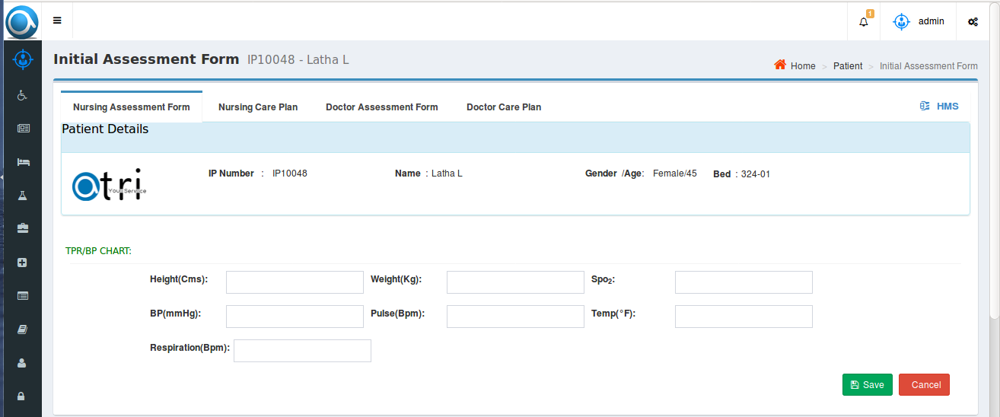 1
admin
Initial Assessment Form IP10048 - Latha L
Home > Patient > Initial Assessment Form
Nursing Assessment Form Nursing Care Plan Doctor Assessment Form Doctor Care Plan HMS
Patient Details
IP Number : IP10048 Name : Latha L Gender /Age: Female/45 Bed : 324-01
atri
Your Service
TPR/BP CHART:
Height(Cms): Weight(Kg): Spo₂:
BP(mmHg): Pulse(Bpm): Temp(°F):
Respiration(Bpm):
Save Cancel